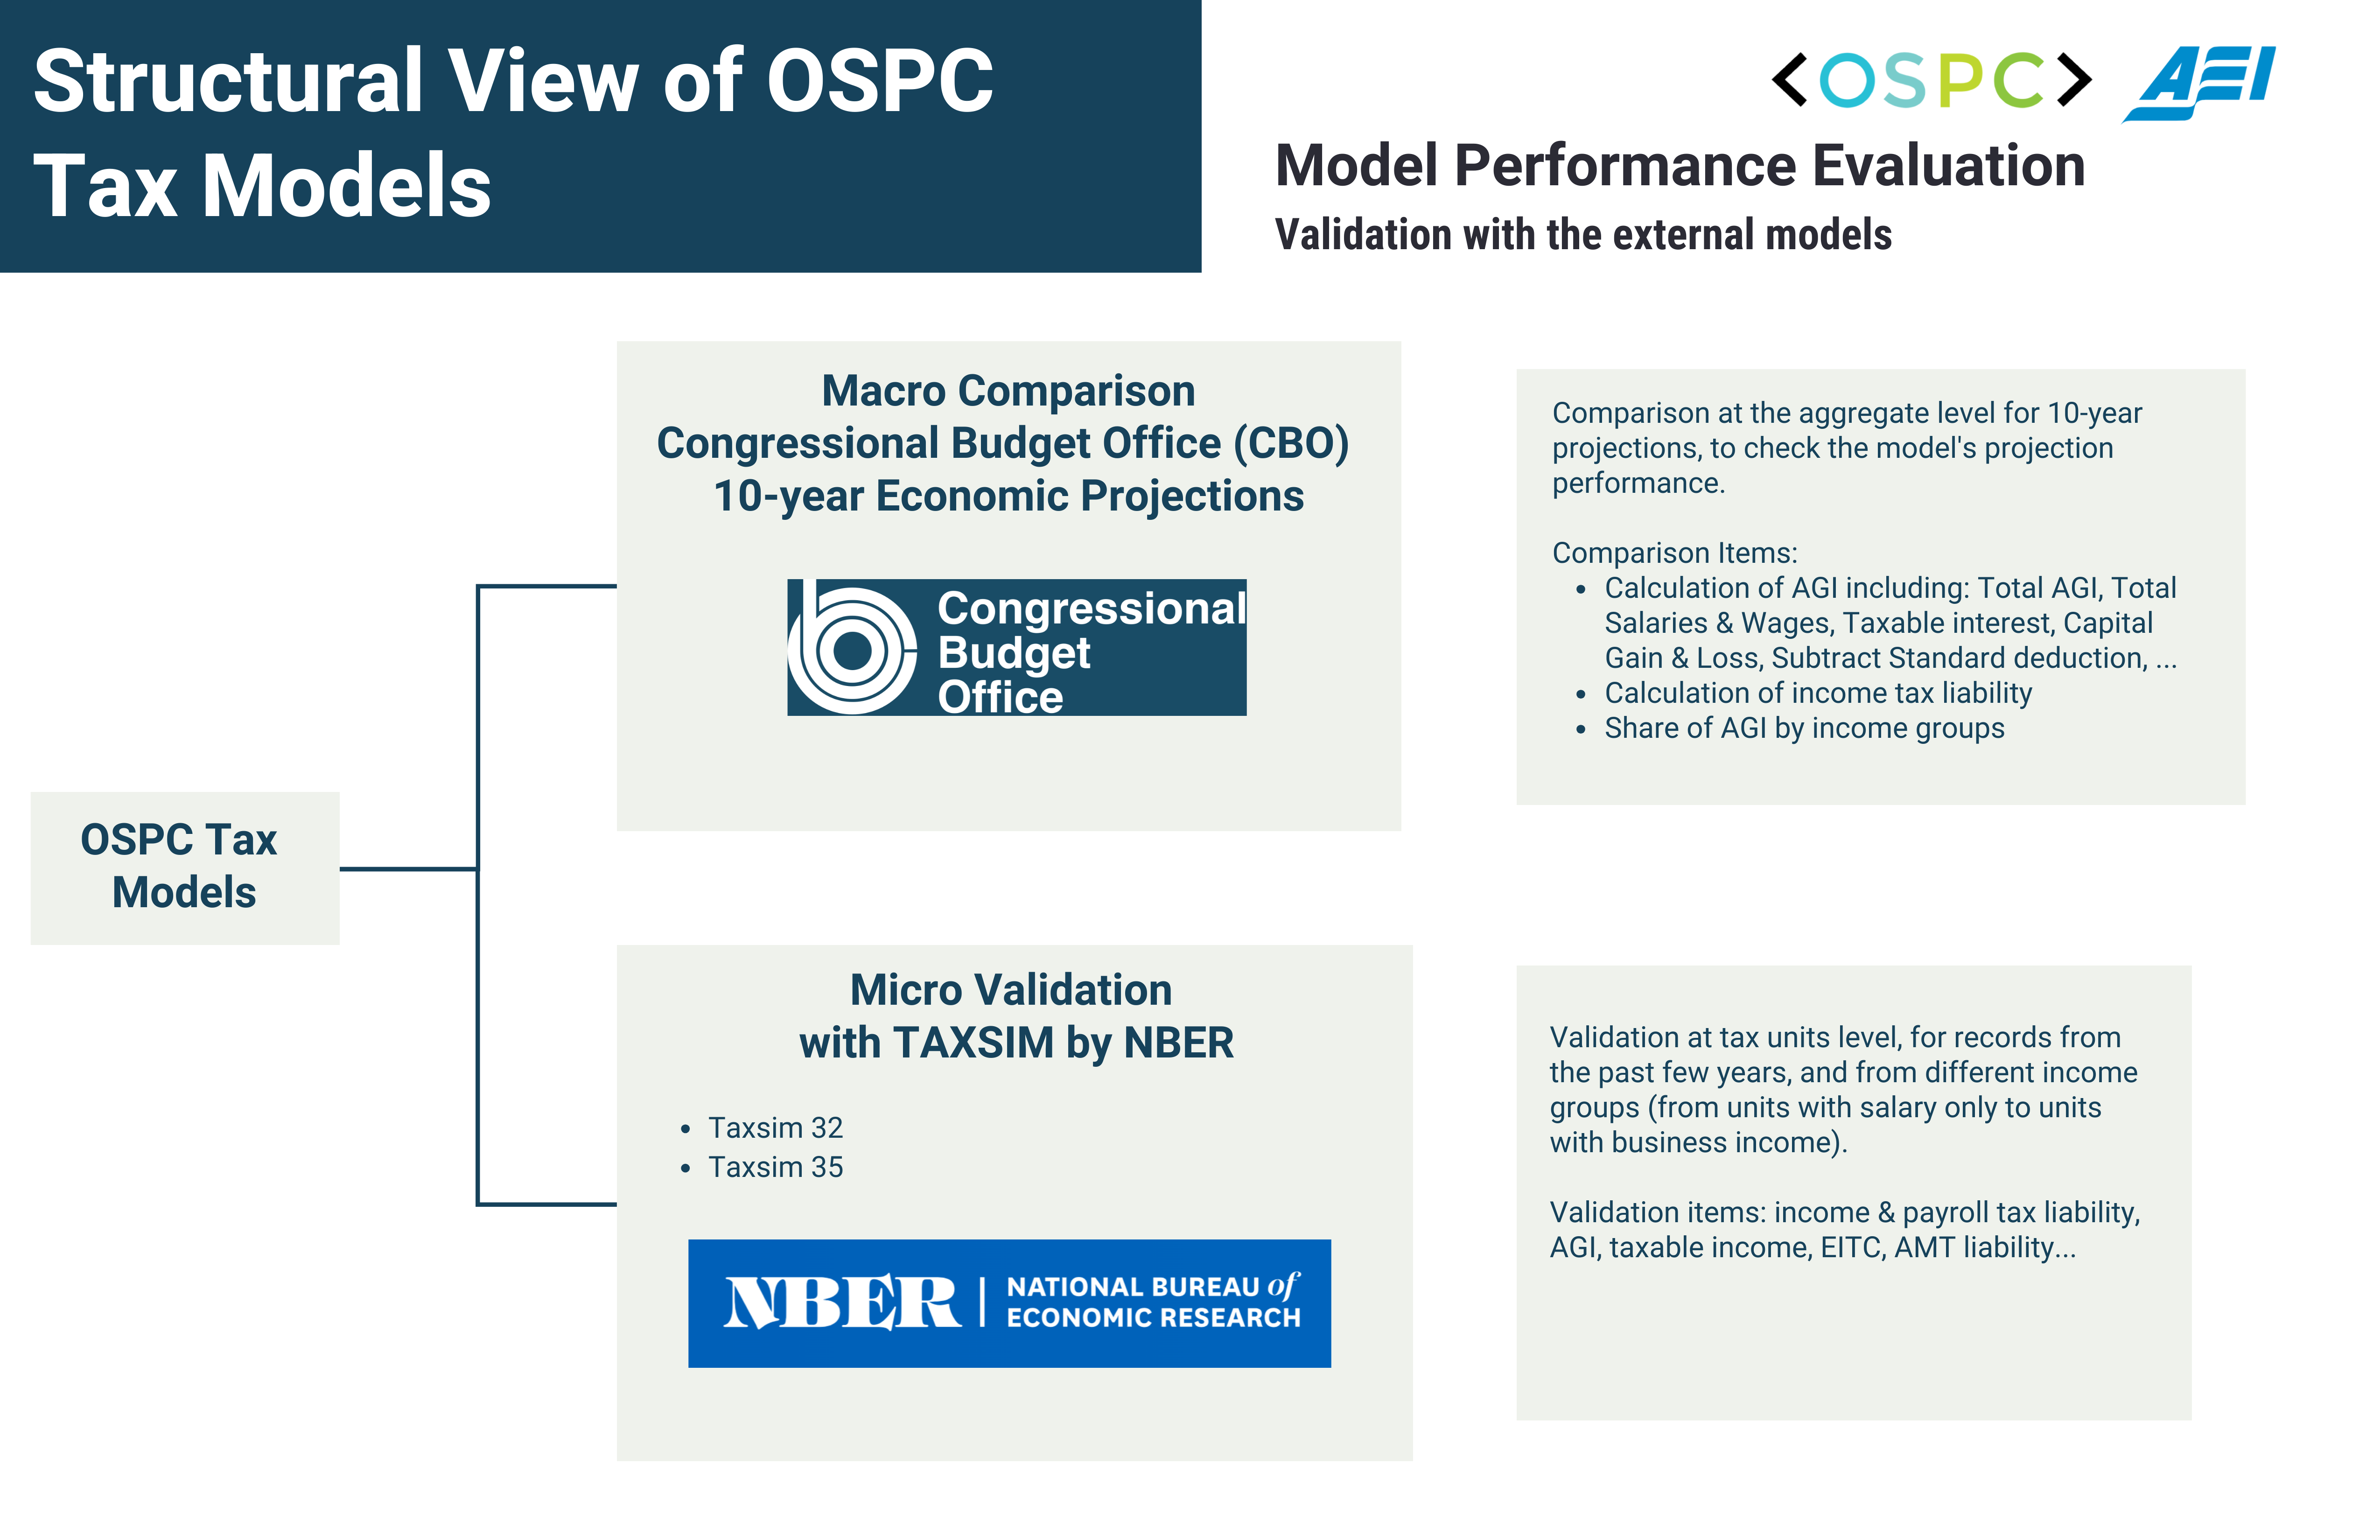 Structural View of OSPC
Tax Models
<OSPC> AEI
Model Performance Evaluation
Validation with the external models
OSPC Tax
Models
Macro Comparison
Congressional Budget Office (CBO)
10-year Economic Projections
Congressional
Budget
Office
Comparison at the aggregate level for 10-year
projections, to check the model's projection
performance.
Comparison Items:
• Calculation of AGI including: Total AGI, Total
Salaries & Wages, Taxable interest, Capital
Gain & Loss, Subtract Standard deduction, ...
• Calculation of income tax liability
• Share of AGI by income groups
Micro Validation
with TAXSIM by NBER
• Taxsim 32
• Taxsim 35
NBER | NATIONAL BUREAU of
ECONOMIC RESEARCH
Validation at tax units level, for records from
the past few years, and from different income
groups (from units with salary only to units
with business income).
Validation items: income & payroll tax liability,
AGI, taxable income, EITC, AMT liability...